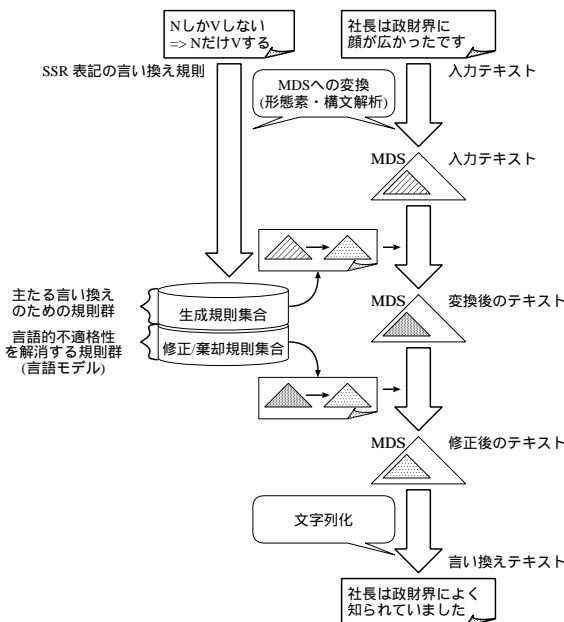 NしかVしない
=> NだけVする
社長は政財界に
顔が広かったです
SSR 表記の言い換え規則
入力テキスト
MDSへの変換
(形態素・構文解析)
MDS
入力テキスト
主たる言い換え
のための規則群
生成規則集合
MDS
変換後のテキスト
言語的不適格性
を解消する規則群
(言語モデル)
修正/棄却規則集合
MDS
修正後のテキスト
文字列化
言い換えテキスト
社長は政財界によく
知られていました